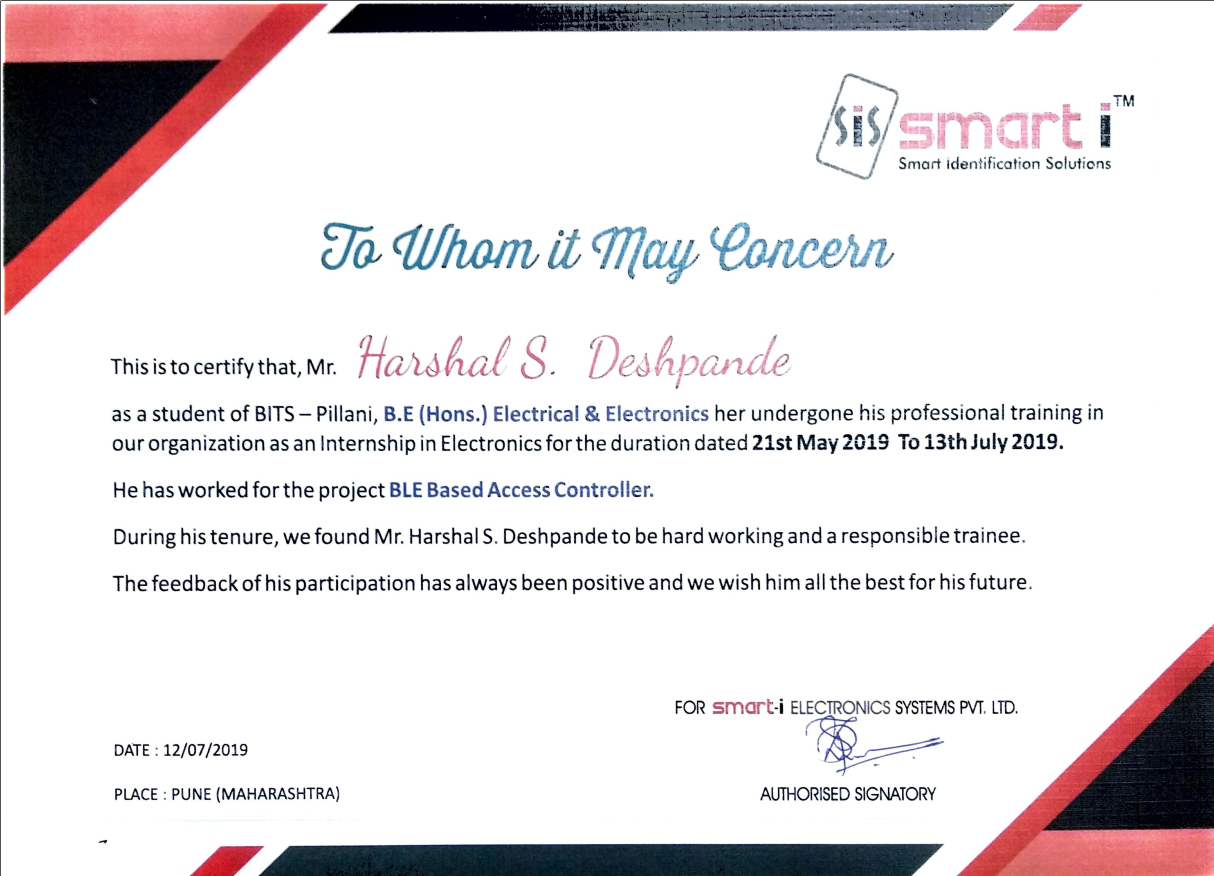 SiS smart i TM
Smart identification Solutions
To Whom it May Concern
This is to certify that, Mr. Harshal S. Deshpande
as a student of BITS – Pillani, B.E (Hons.) Electrical & Electronics her undergone his professional training in
our organization as an Internship in Electronics for the duration dated 21st May 2019 To 13th July 2019.
He has worked for the project BLE Based Access Controller.
During his tenure, we found Mr. Harshal S. Deshpande to be hard working and a responsible trainee.
The feedback of his participation has always been positive and we wish him all the best for his future.
FOR smart-i ELECTRONICS SYSTEMS PVT. LTD.
DATE : 12/07/2019
PLACE : PUNE (MAHARASHTRA)
AUTHORISED SIGNATORY